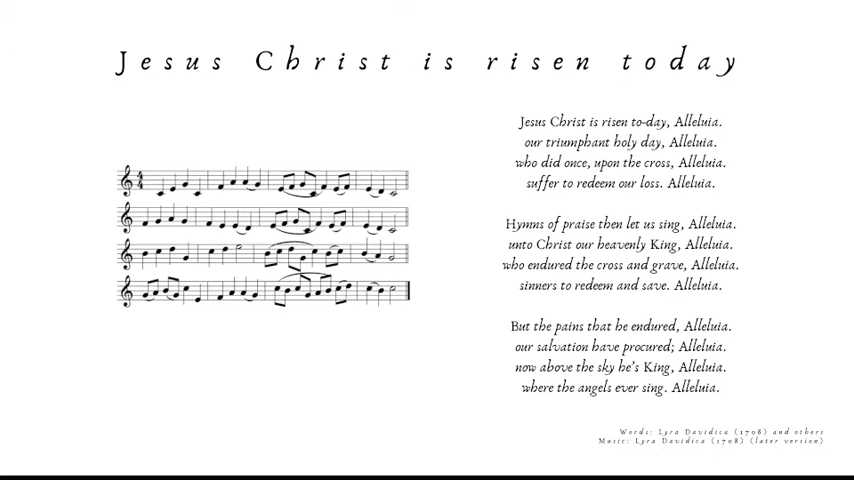 Jesus Christ is risen today
Jesus Christ is risen to-day, Alleluia.
our triumphant holy day, Alleluia.
who did once, upon the cross, Alleluia.
suffer to redeem our loss. Alleluia.
Hymns of praise then let us sing, Alleluia.
unto Christ our heavenly King, Alleluia.
who endured the cross and grave, Alleluia.
sinners to redeem and save. Alleluia.
But the pains that he endured, Alleluia.
our salvation have procured; Alleluia.
now above the sky he's King, Alleluia.
where the angels ever sing. Alleluia.
Words: Lyra Davidica (1708) and others
Music: Lyra Davidica (1708) (later version)